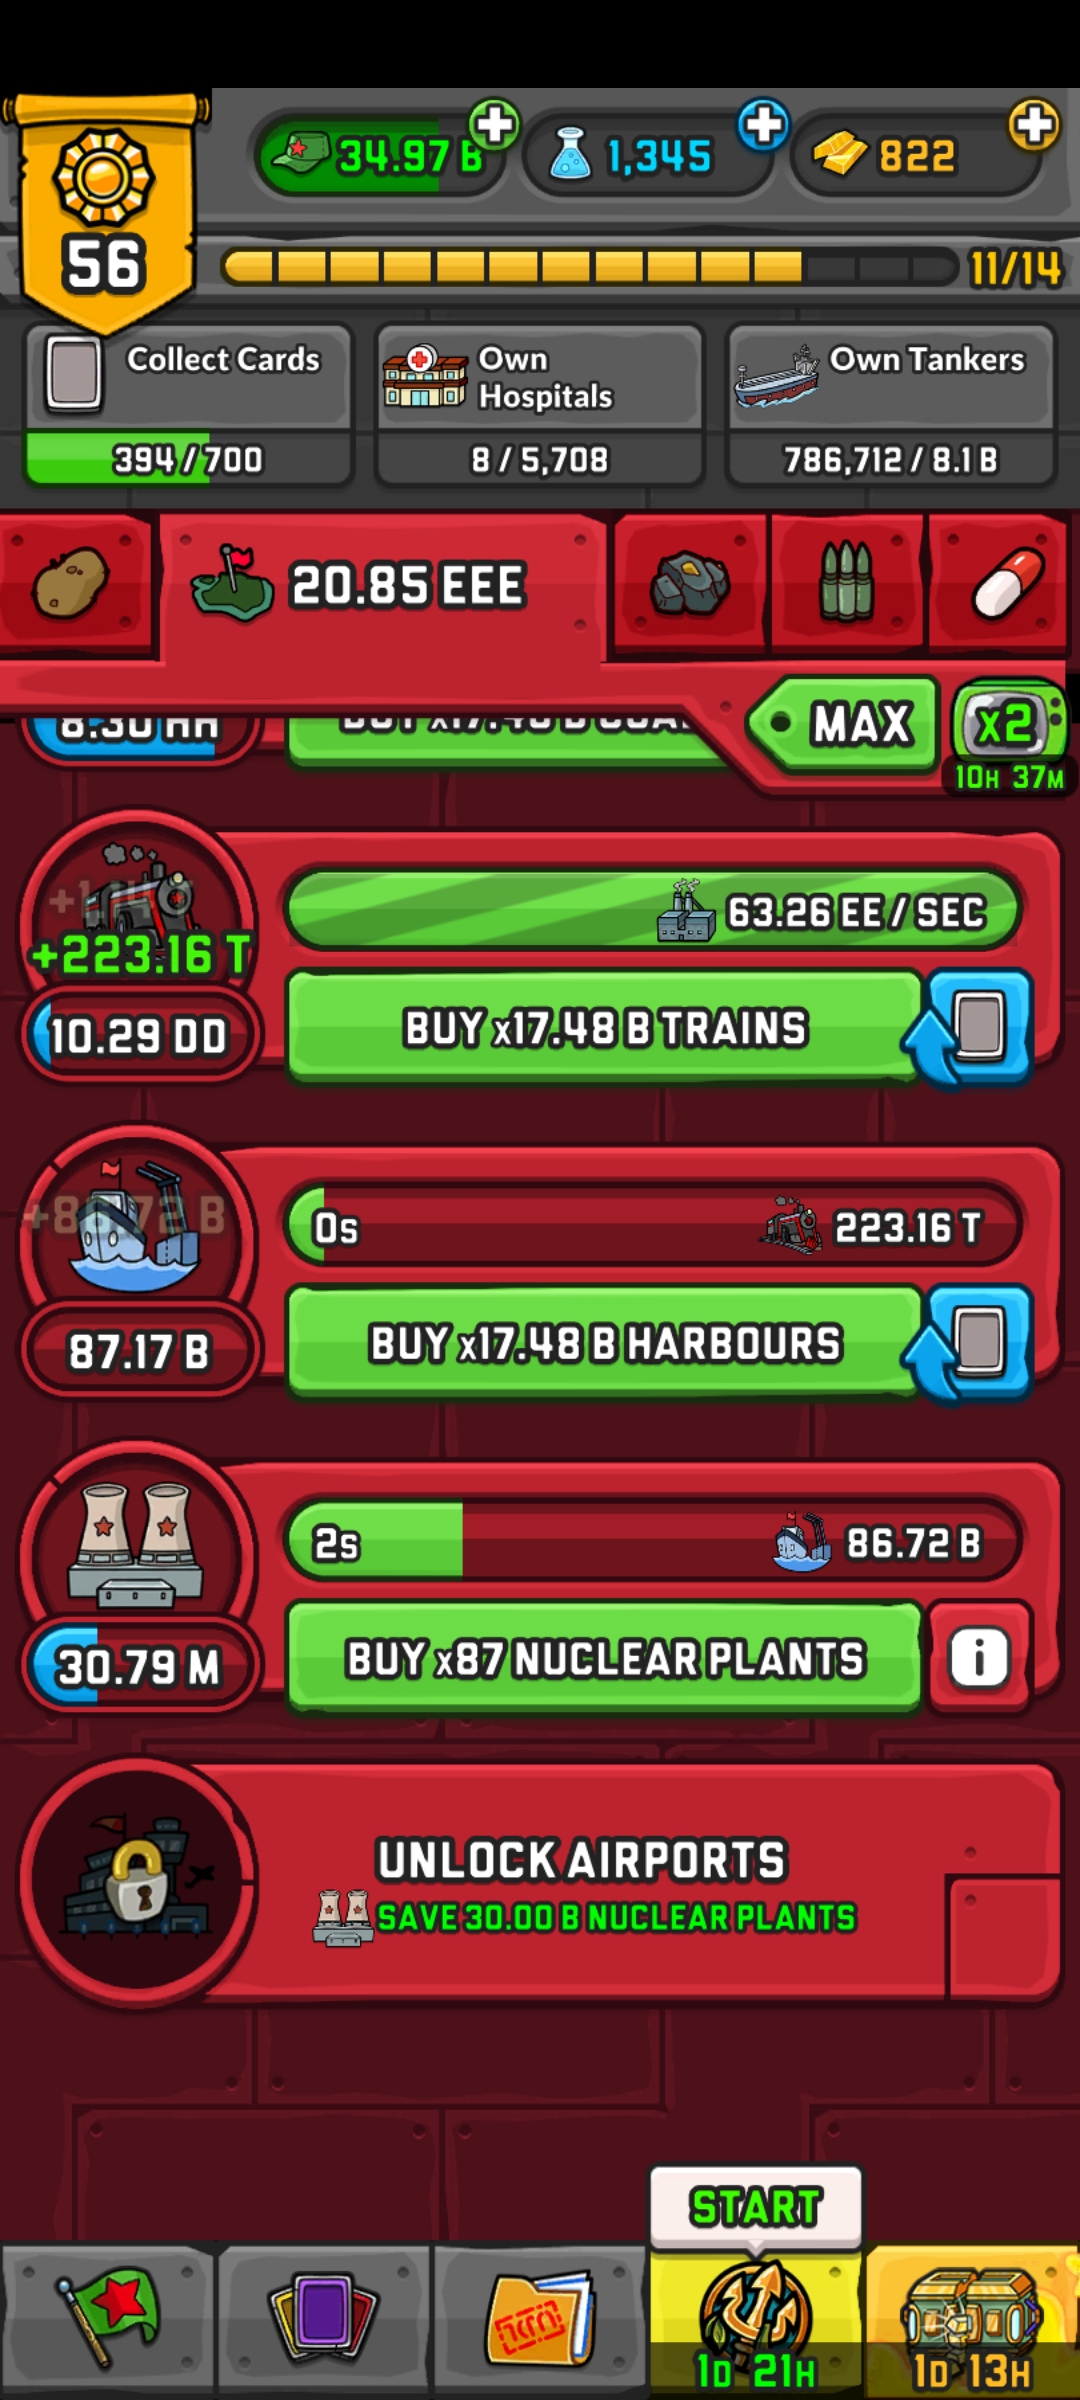 34.97 B
1,345
822
56
11/14
Collect Cards
394/700
Own
Hospitals
8/5,708
Own Tankers
786,712/8.1 B
20.85 EEE
MAX
x2
10H 37M
+223.16 T
63.26 EE / SEC
10.29 DD
BUY x17.48 B TRAINS
0s
223.16 T
87.17 B
BUY x17.48 B HARBOURS
2s
86.72 B
30.79 M
BUY x87 NUCLEAR PLANTS
i
UNLOCK AIRPORTS
SAVE 30.00 B NUCLEAR PLANTS
START
1D 21H
1D 13H